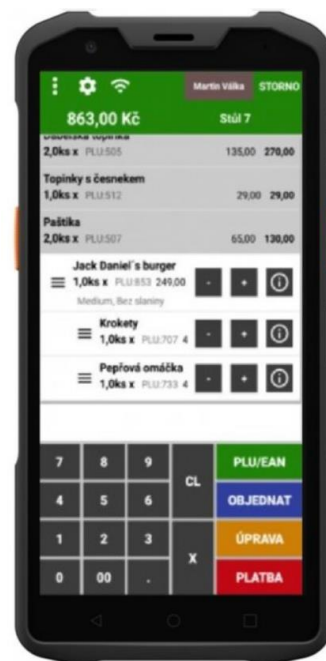 Martin Válka STORNO
863,00 Kč Stůl 7
Ďábelská topinka
2,0ks x PLU:505 135,00 270,00
Topinky s česnekem
1,0ks x PLU:512 29,00 29,00
Paštika
2,0ks x PLU:507 65,00 130,00
Jack Daniel´s burger
1,0ks x PLU:853 249,00 - + i
Medium, Bez slaniny
Krokety
1,0ks x PLU:707 4 - + i
Pepřová omáčka
1,0ks x PLU:733 4 - + i
7 8 9 CL PLU/EAN
4 5 6 OBJEDNAT
1 2 3 X ÚPRAVA
0 00 . PLATBA